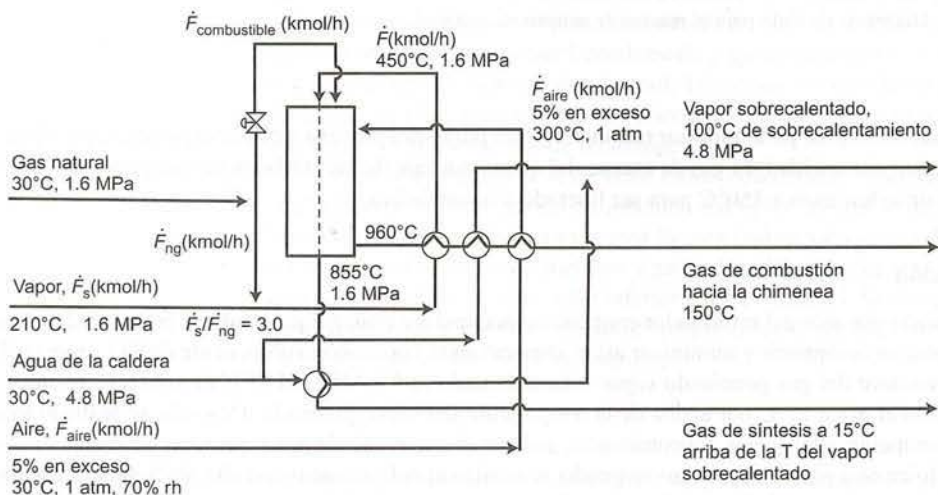 Ḟcombustible (kmol/h)
Ḟ(kmol/h)
450°C, 1.6 MPa
Ḟaire (kmol/h)
5% en exceso
300°C, 1 atm
Vapor sobrecalentado,
100°C de sobrecalentamiento
4.8 MPa
Gas natural
30°C, 1.6 MPa
Ḟng(kmol/h)
960°C
855°C
1.6 MPa
Gas de combustión
hacia la chimenea
150°C
Vapor, Ḟs(kmol/h)
210°C, 1.6 MPa
Ḟs/Ḟng = 3.0
Agua de la caldera
30°C, 4.8 MPa
Aire, Ḟaire(kmol/h)
5% en exceso
30°C, 1 atm, 70% rh
Gas de síntesis a 15°C
arriba de la T del vapor
sobrecalentado